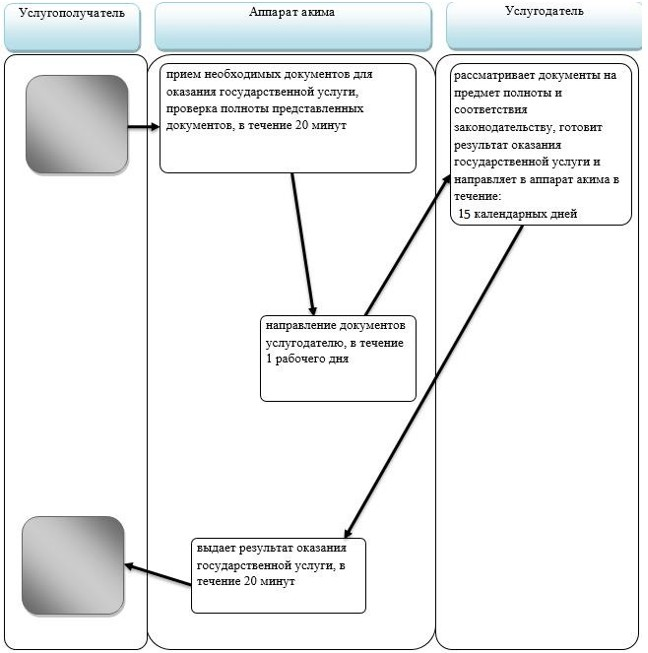 Услугополучатель
Аппарат акима
Услугодатель
прием необходимых документов для
оказания государственной услуги,
проверка полноты представленных
документов, в течение 20 минут
рассматривает документы на
предмет полноты и
соответствия
законодательству, готовит
результат оказания
государственной услуги и
направляет в аппарат акима в
течение:
15 календарных дней
направление документов
услугодателю, в течение
1 рабочего дня
выдает результат оказания
государственной услуги, в
течение 20 минут